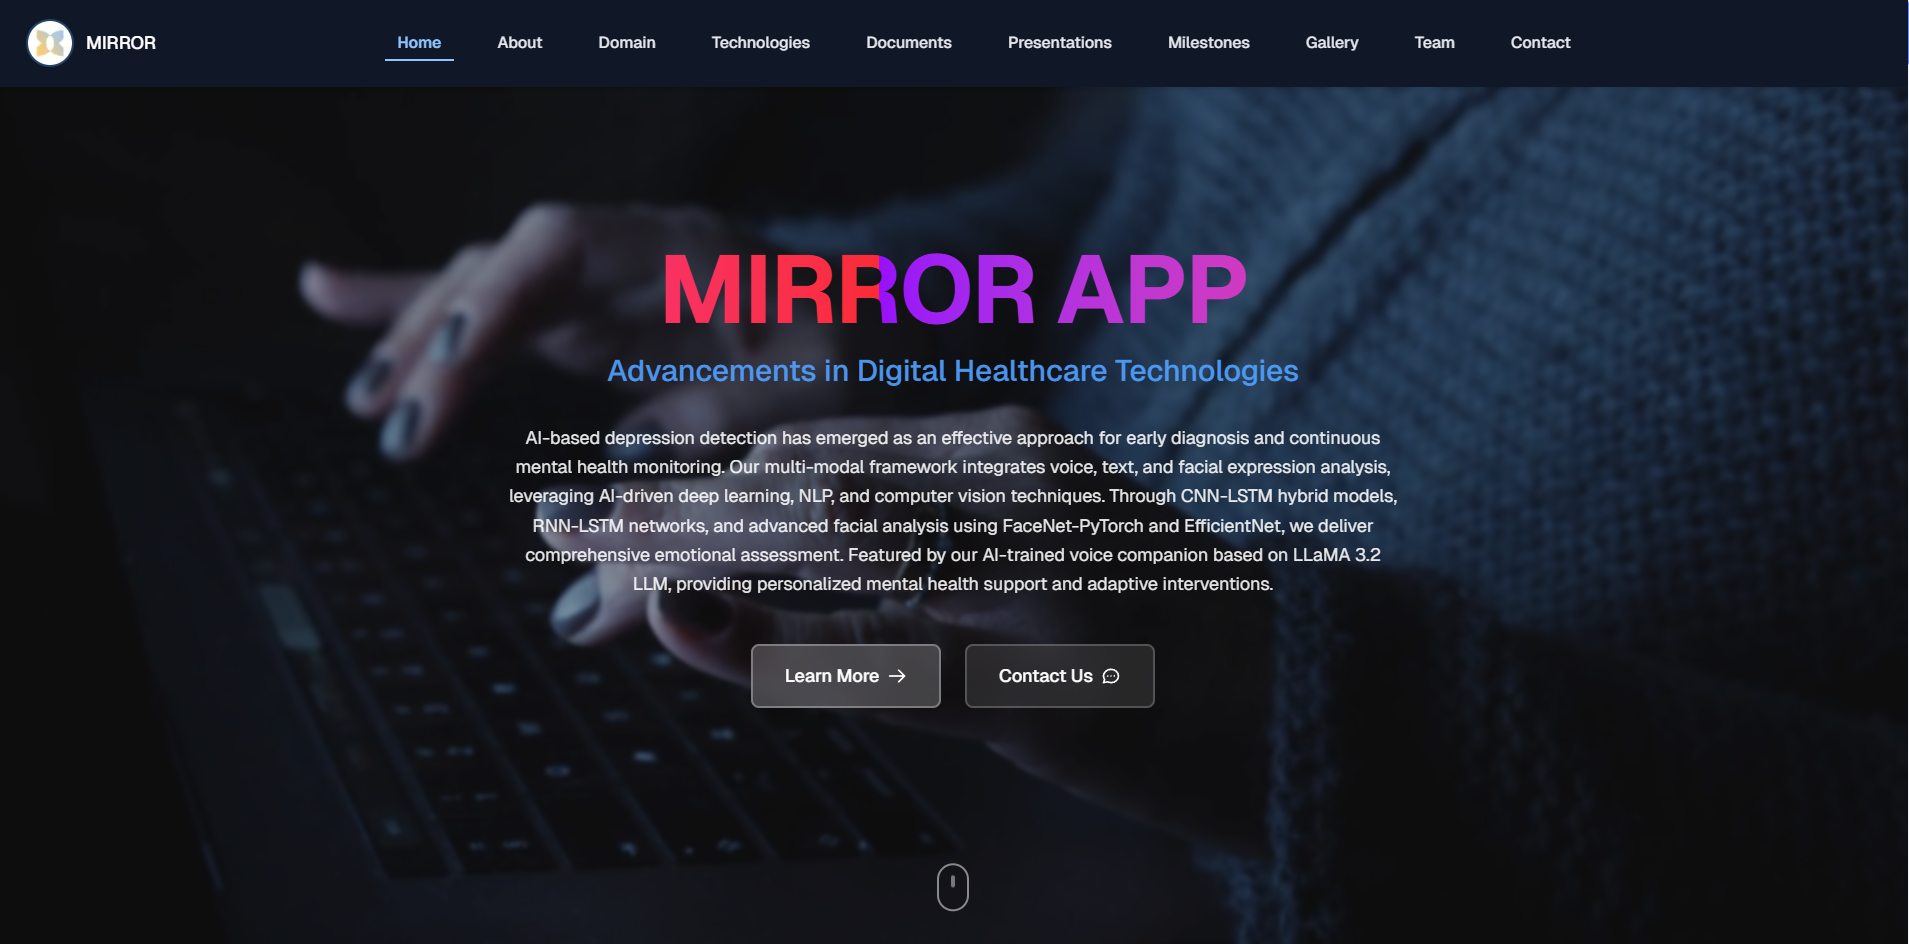 MIRROR
Home
About
Domain
Technologies
Documents
Presentations
Milestones
Gallery
Team
Contact
MIRROR APP
Advancements in Digital Healthcare Technologies
AI-based depression detection has emerged as an effective approach for early diagnosis and continuous
mental health monitoring. Our multi-modal framework integrates voice, text, and facial expression analysis,
leveraging AI-driven deep learning, NLP, and computer vision techniques. Through CNN-LSTM hybrid models,
RNN-LSTM networks, and advanced facial analysis using FaceNet-PyTorch and EfficientNet, we deliver
comprehensive emotional assessment. Featured by our AI-trained voice companion based on LLaMA 3.2
LLM, providing personalized mental health support and adaptive interventions.
Learn More
Contact Us